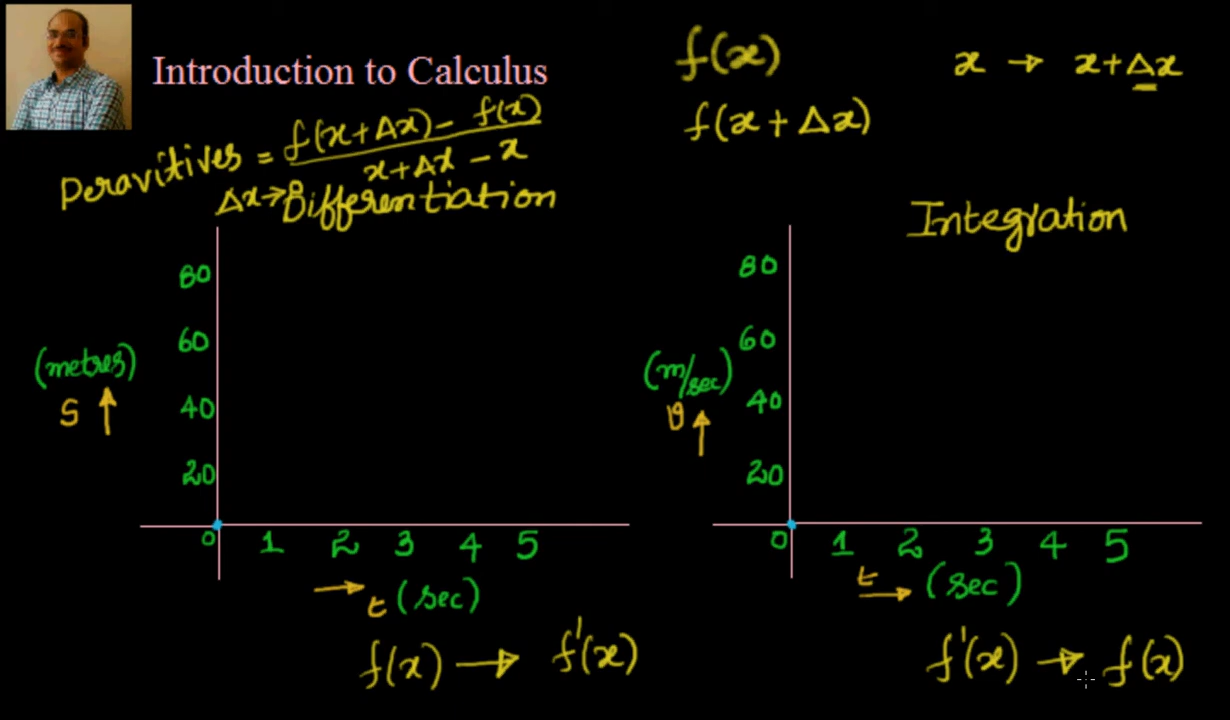 Introduction to Calculus
f(x)
x → x+Δx
f(x + Δx)
Deravitives = f(x+Δx) - f(x)
x+Δx - x
Δx→Differentiation
Integration
80
60
40
20
0
(metres)
S ↑
1 2 3 4 5
→ t (sec)
f(x) → f'(x)
80
60
40
20
0
(m/sec)
v ↑
1 2 3 4 5
t → (sec)
f'(x) → f(x)